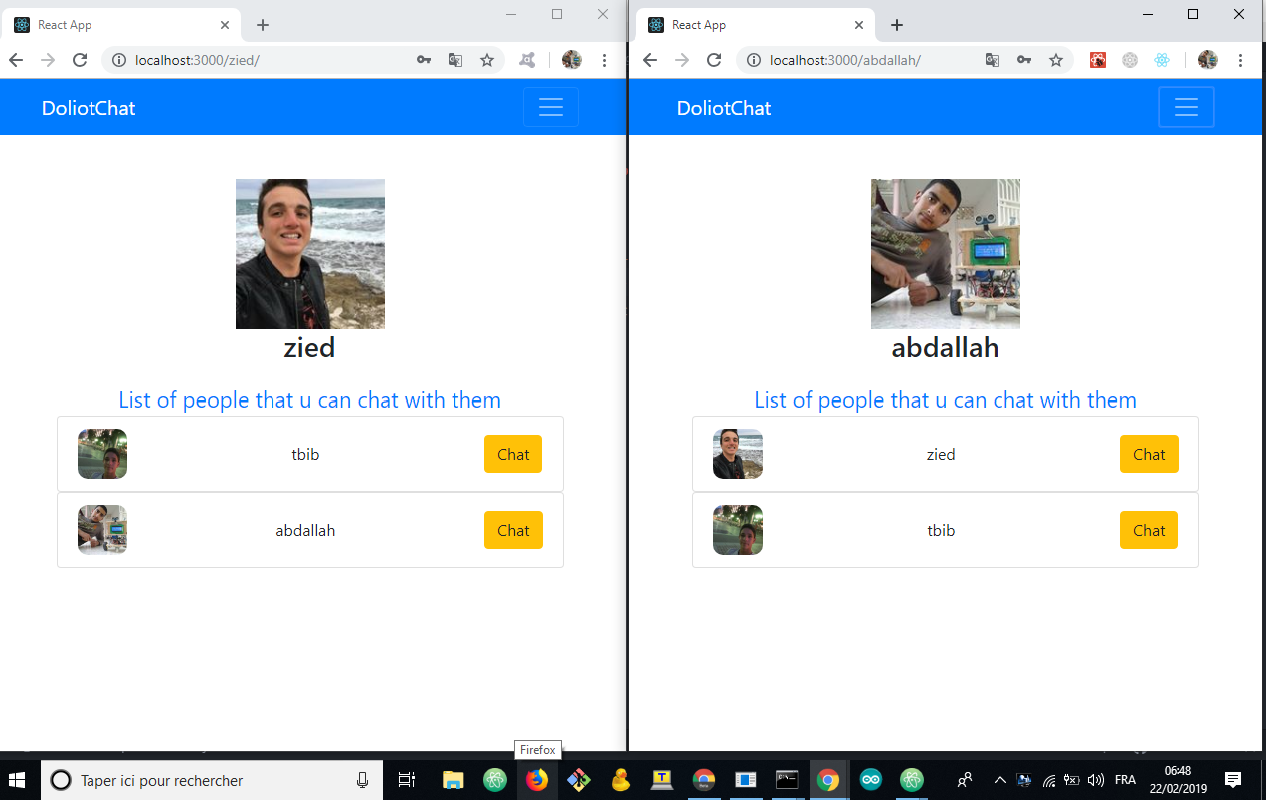 React App
localhost:3000/zied/
DoliotChat
zied
List of people that u can chat with them
tbib
Chat
abdallah
Chat
React App
localhost:3000/abdallah/
DoliotChat
abdallah
List of people that u can chat with them
zied
Chat
tbib
Chat
Firefox
Taper ici pour rechercher
T
FRA
06:48
22/02/2019